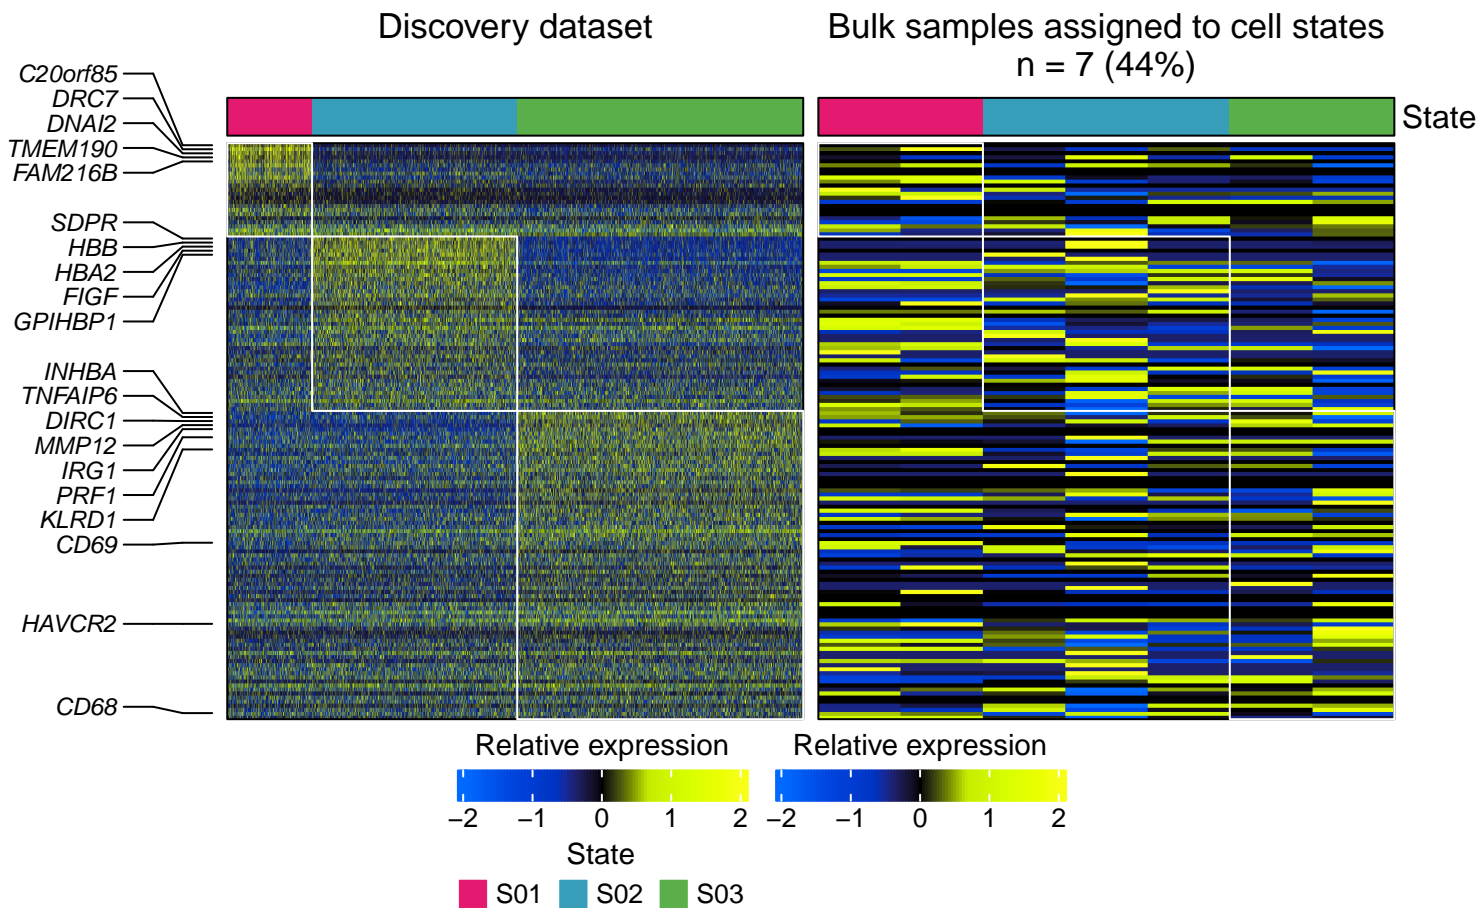 Discovery dataset
Bulk samples assigned to cell states
n = 7 (44%)
State
C20orf85
DRC7
DNAI2
TMEM190
FAM216B
SDPR
HBB
HBA2
FIGF
GPIHBP1
INHBA
TNFAIP6
DIRC1
MMP12
IRG1
PRF1
KLRD1
CD69
HAVCR2
CD68
Relative expression
−2 −1 0 1 2
Relative expression
−2 −1 0 1 2
State
S01 S02 S03